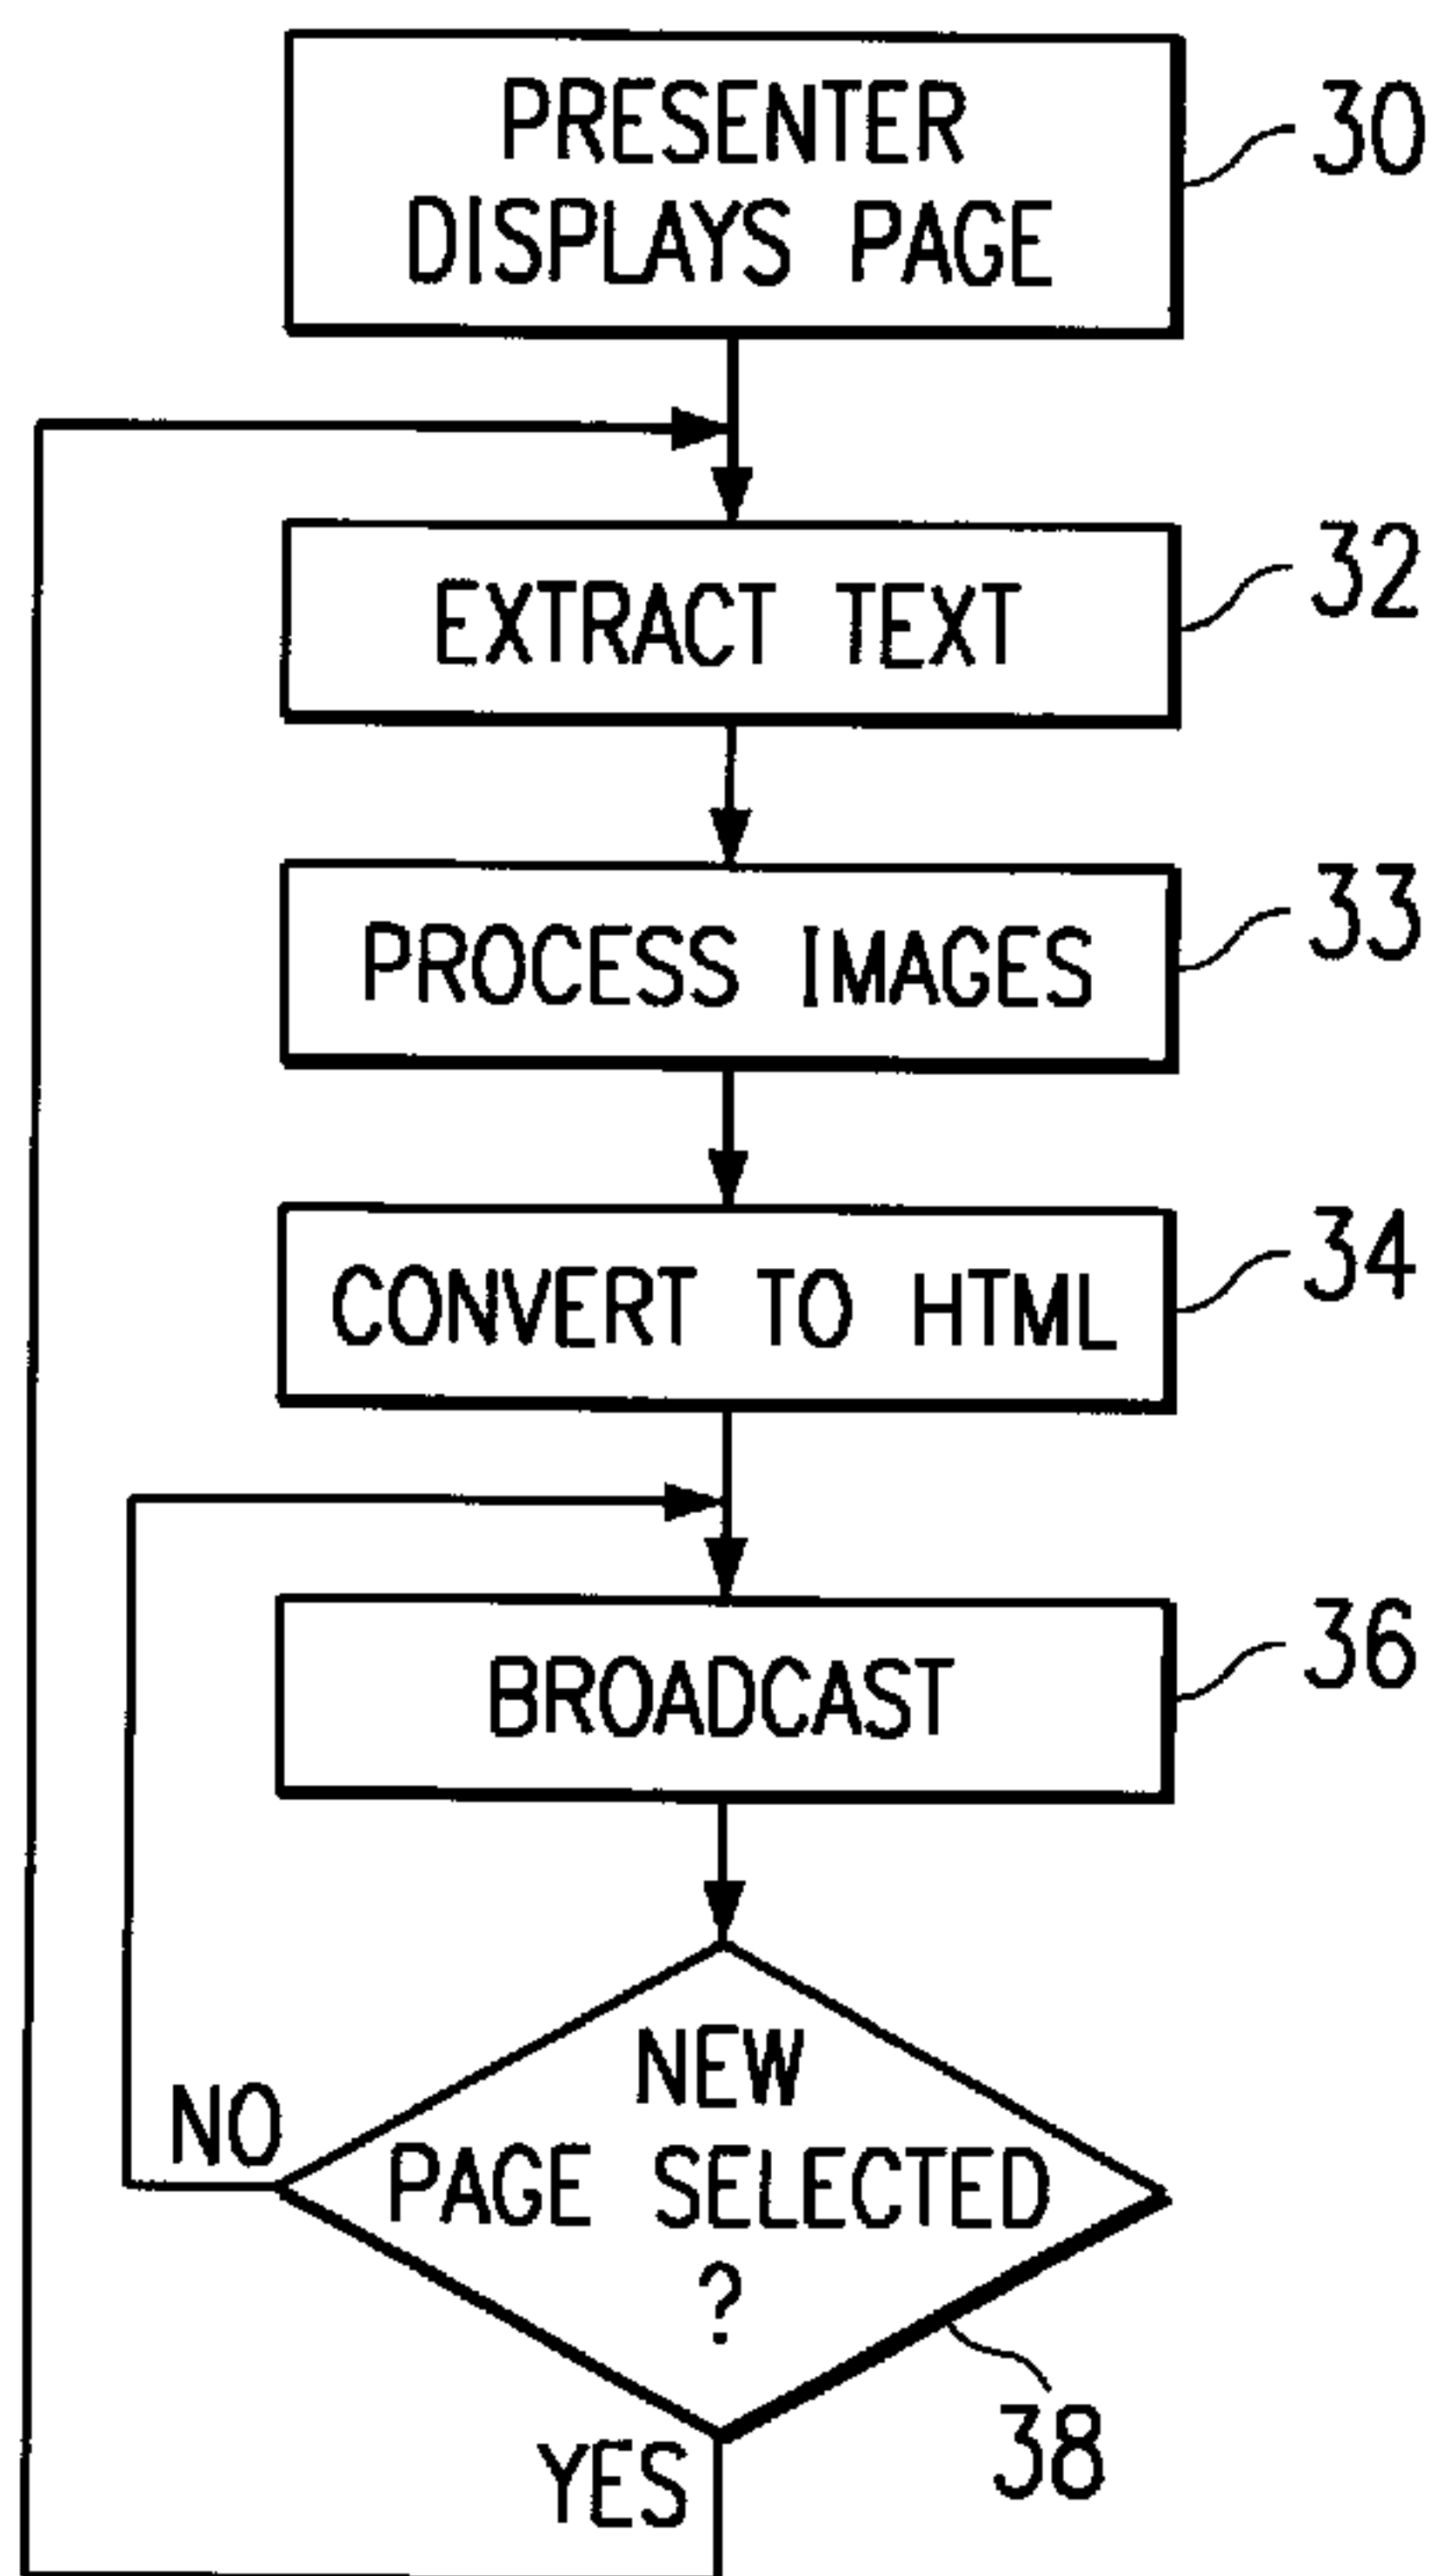 PRESENTER
DISPLAYS PAGE
30
EXTRACT TEXT
32
PROCESS IMAGES
33
CONVERT TO HTML
34
BROADCAST
36
NEW
PAGE SELECTED
?
NO
38
YES